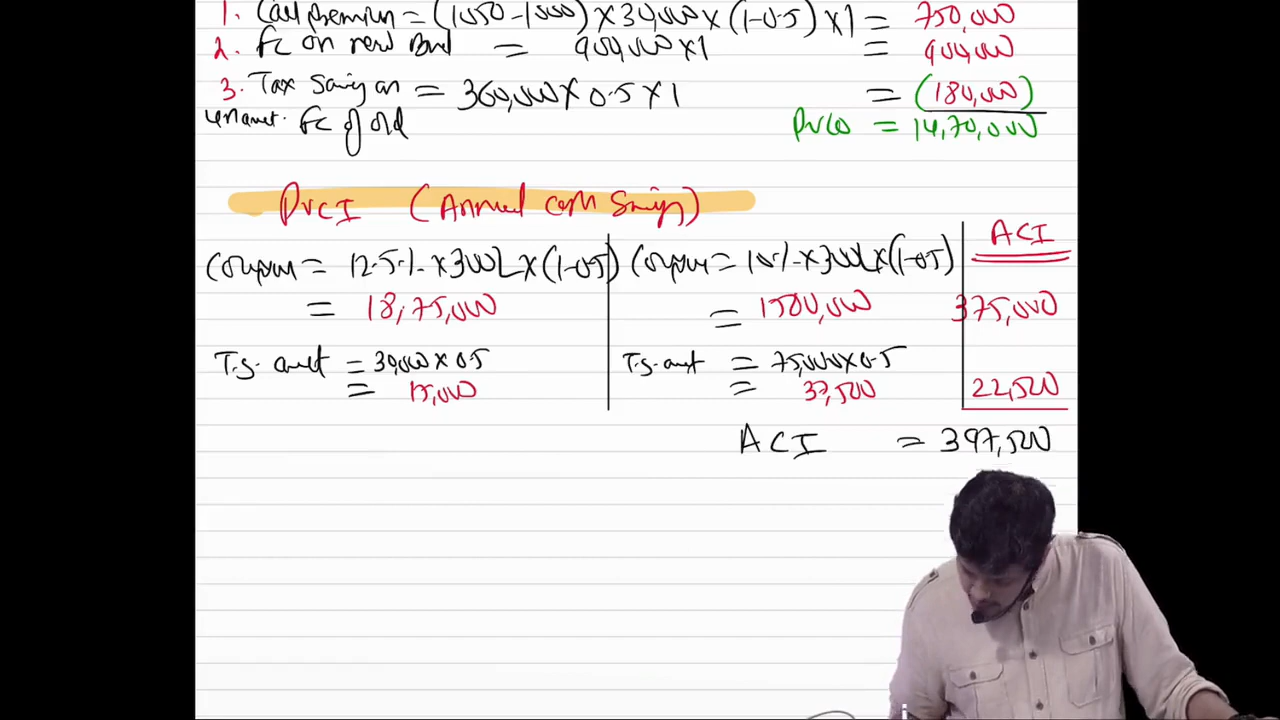 1. Call premium = (1050-1000) × 30,000 × (1-0.5) × 1 = 750,000
2. FC on new Bond = 900,000 × 1 = 900,000
3. Tax Saving on = 360,000 × 0.5 × 1 = (180,000)
unamort. FC of old PVCO = 14,70,000
PVCI (Annual cash Savings)
ACI
Coupon = 12.5% × 300L × (1-0.5) Coupon = 10% × 300L × (1-0.5)
= 18,75,000 = 1500,000 375,000
T.S. amort = 30,000 × 0.5 T.S. amort = 75,000 × 0.5
= 15,000 = 37,500 22,500
ACI = 397,500